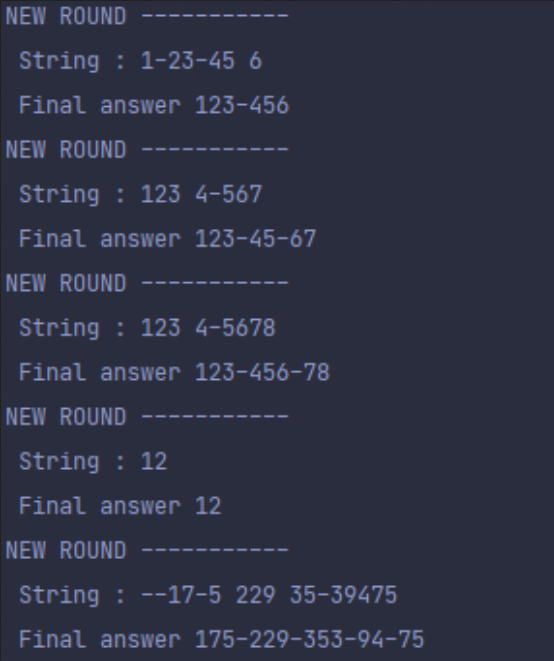 NEW ROUND -----------
String : 1-23-45 6
Final answer 123-456
NEW ROUND -----------
String : 123 4-567
Final answer 123-45-67
NEW ROUND -----------
String : 123 4-5678
Final answer 123-456-78
NEW ROUND -----------
String : 12
Final answer 12
NEW ROUND -----------
String : --17-5 229 35-39475
Final answer 175-229-353-94-75